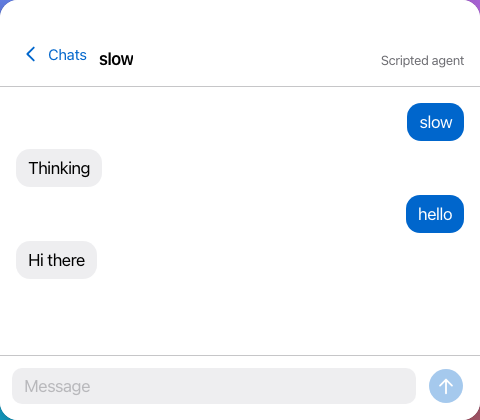 Chats slow Scripted agent
slow
Thinking
hello
Hi there
Message